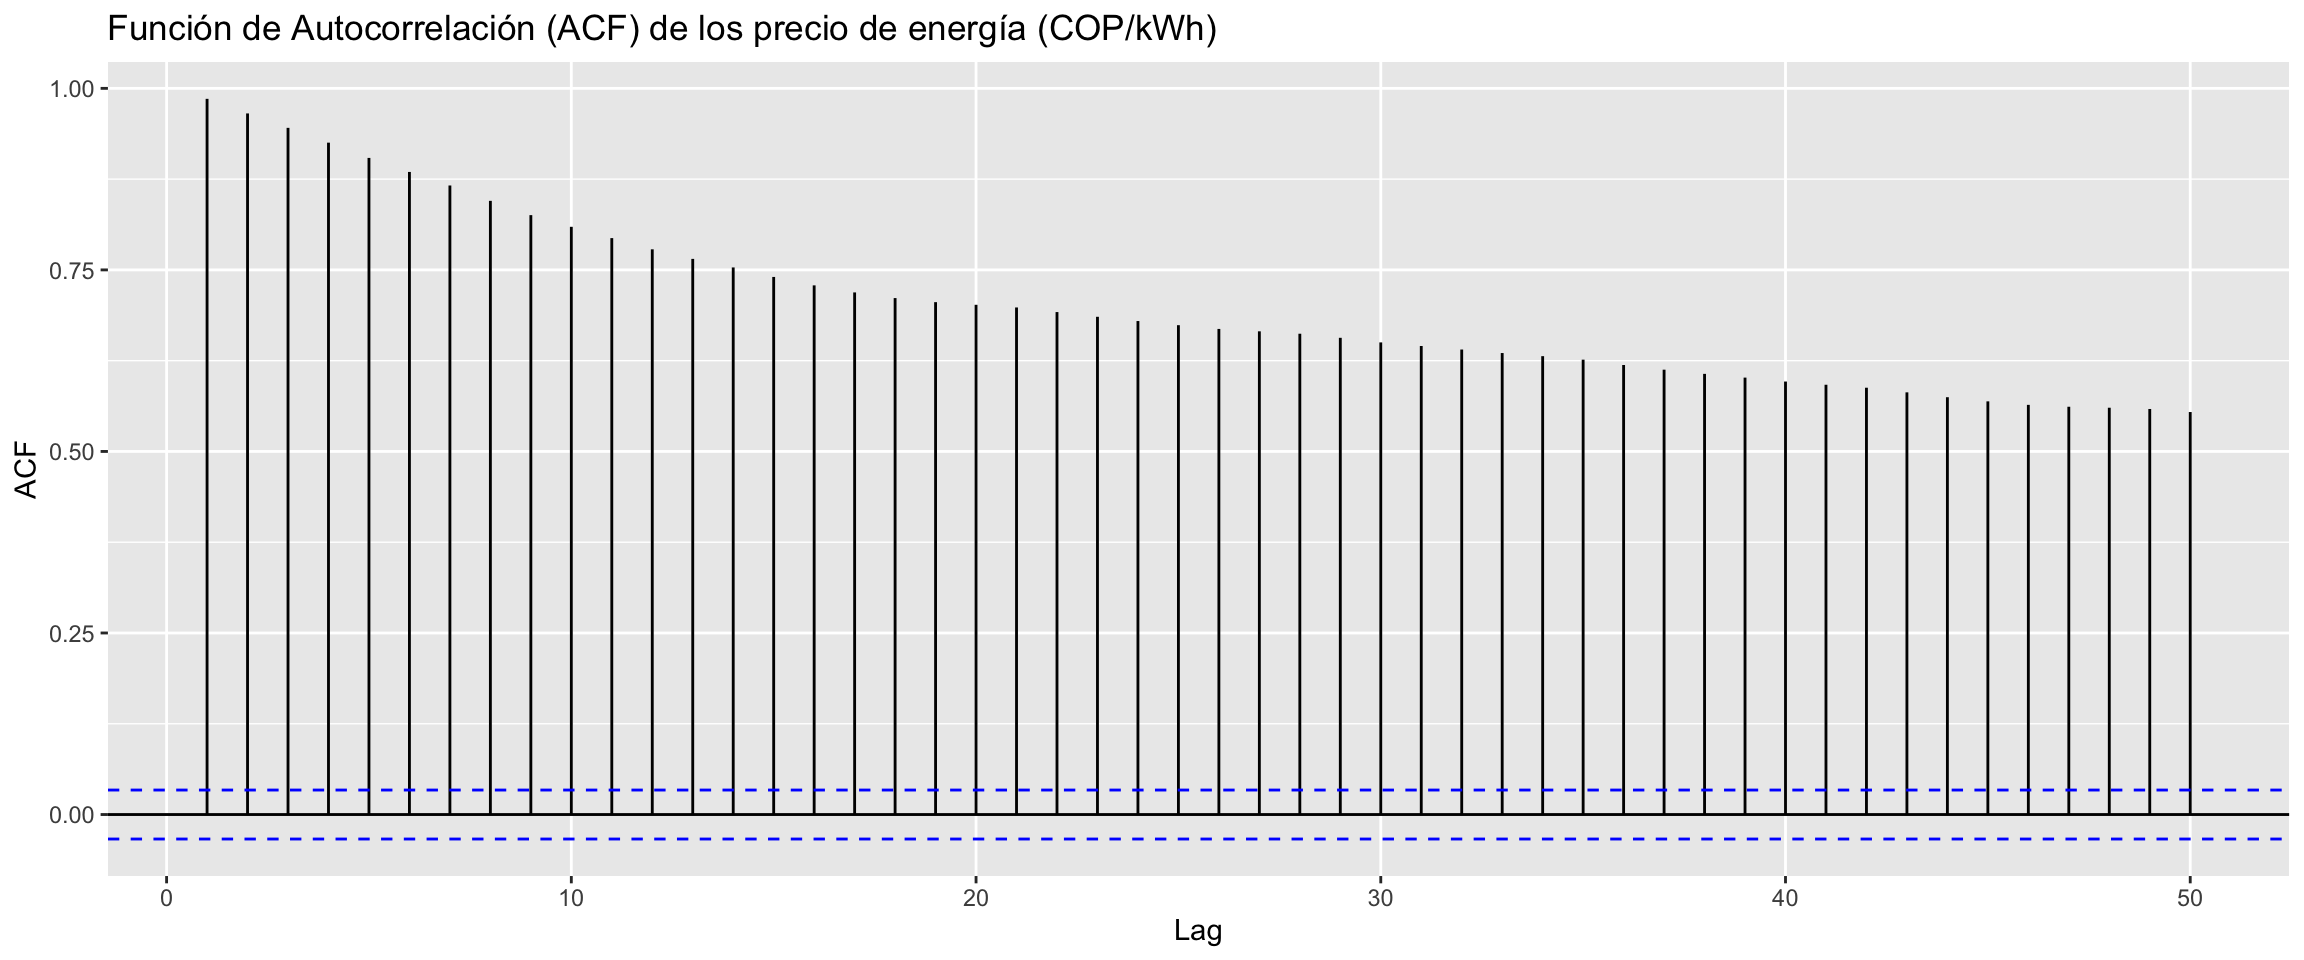 Función de Autocorrelación (ACF) de los precio de energía (COP/kWh)
1.00
0.75
0.50
0.25
0.00
ACF
0 10 20 30 40 50
Lag